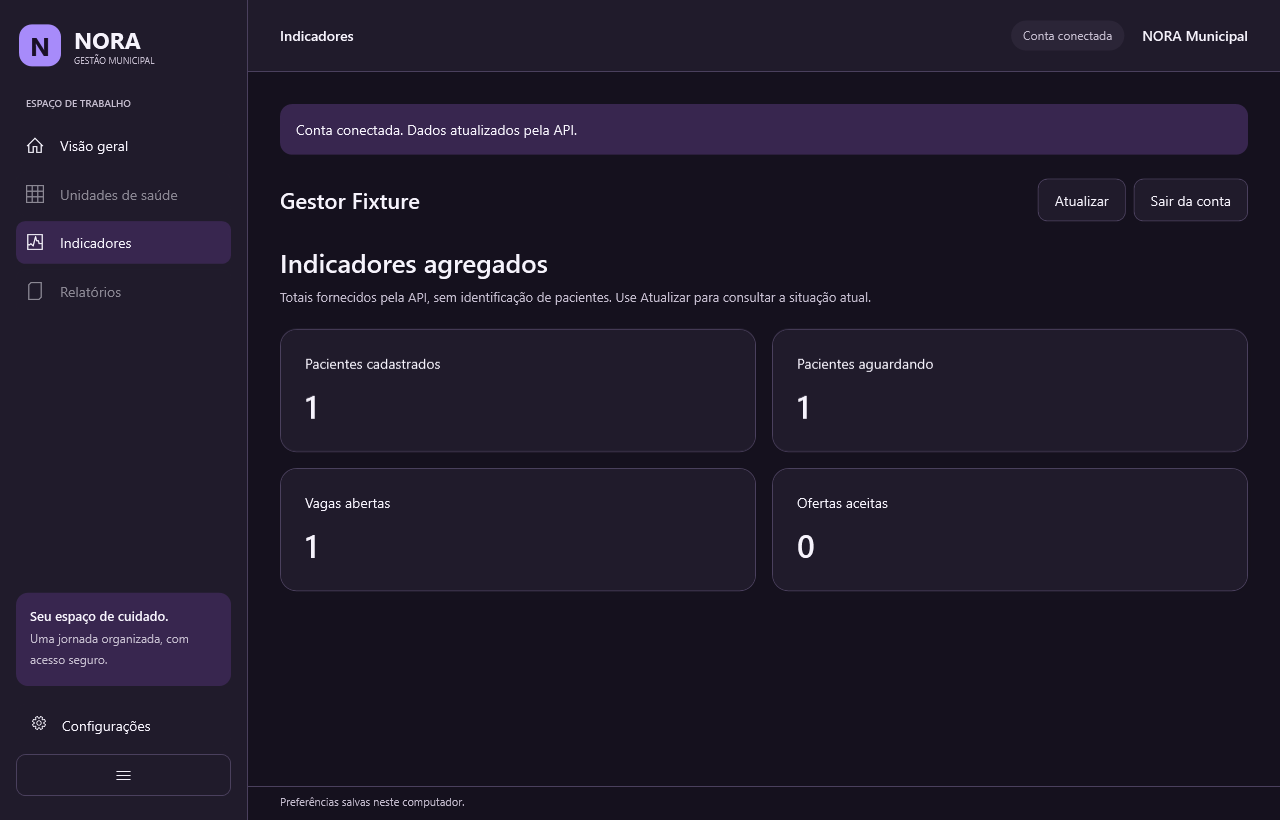 N
NORA
GESTÃO MUNICIPAL
ESPAÇO DE TRABALHO
Visão geral
Unidades de saúde
Indicadores
Relatórios
Seu espaço de cuidado.
Uma jornada organizada, com
acesso seguro.
Configurações
Indicadores
Conta conectada
NORA Municipal
Conta conectada. Dados atualizados pela API.
Gestor Fixture
Atualizar
Sair da conta
Indicadores agregados
Totais fornecidos pela API, sem identificação de pacientes. Use Atualizar para consultar a situação atual.
Pacientes cadastrados
1
Pacientes aguardando
1
Vagas abertas
1
Ofertas aceitas
0
Preferências salvas neste computador.